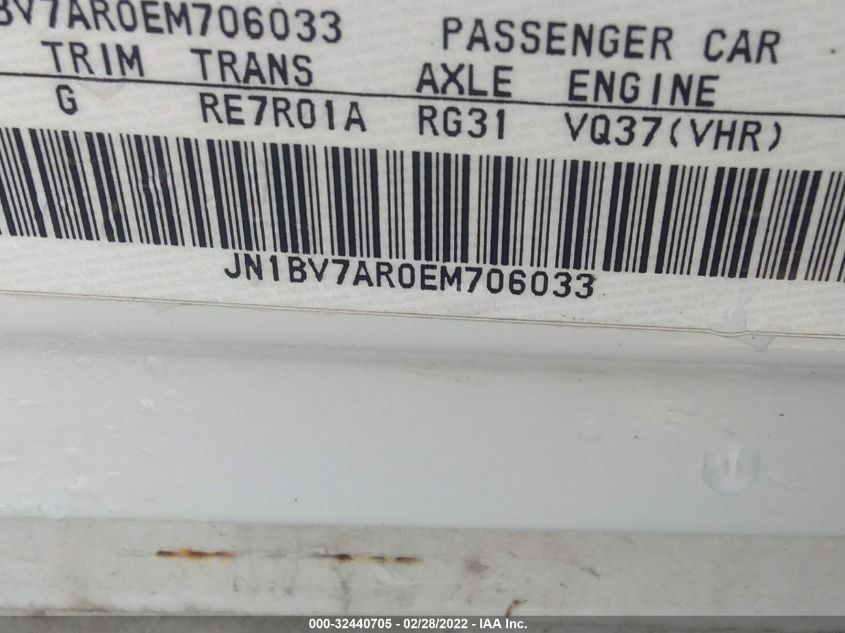 BV7AR0EM706033 PASSENGER CAR
TRIM TRANS AXLE ENGINE
G RE7R01A RG31 VQ37(VHR)
JN1BV7AR0EM706033
000-32440705 - 02/28/2022 - IAA Inc.